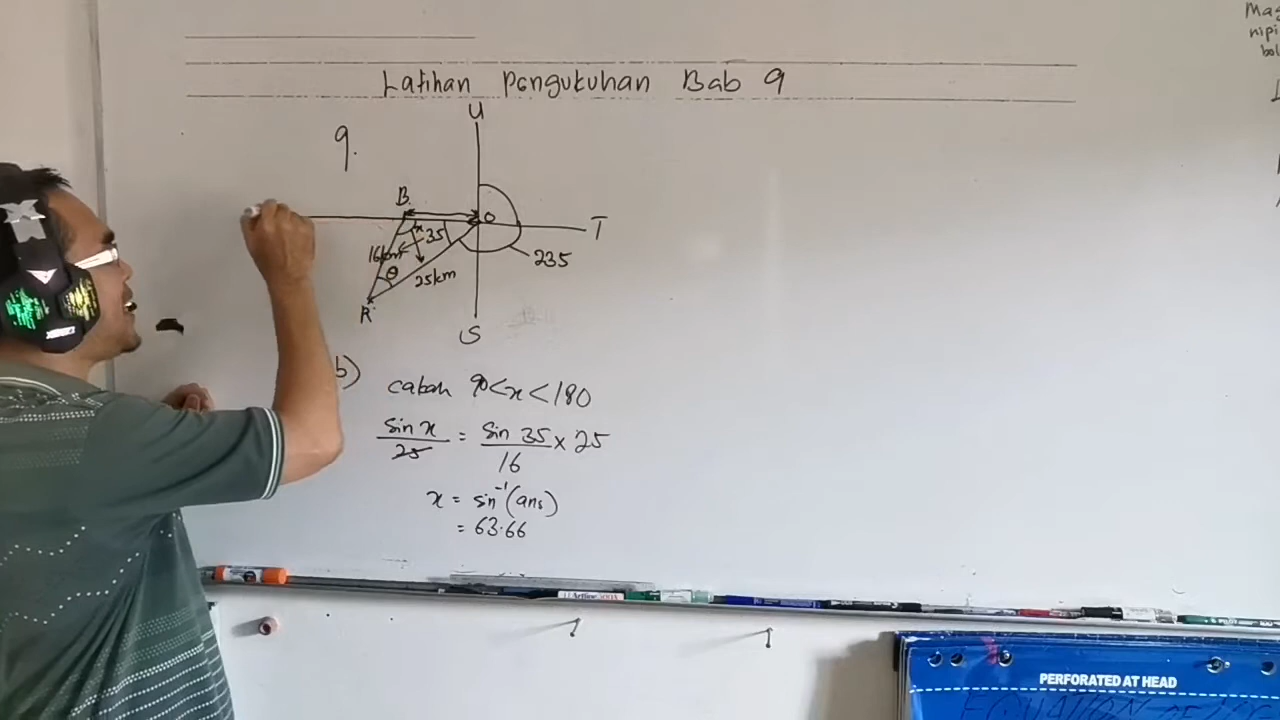 Latihan Pengukuhan Bab 9
U
9.
B
O
T
x
35
16km
235
θ
25km
R
S
b)
cakah 90<x<180
sin x / 25 = sin 35 / 16 × 25
x = sin⁻¹(ans)
= 63.66
PERFORATED AT HEAD